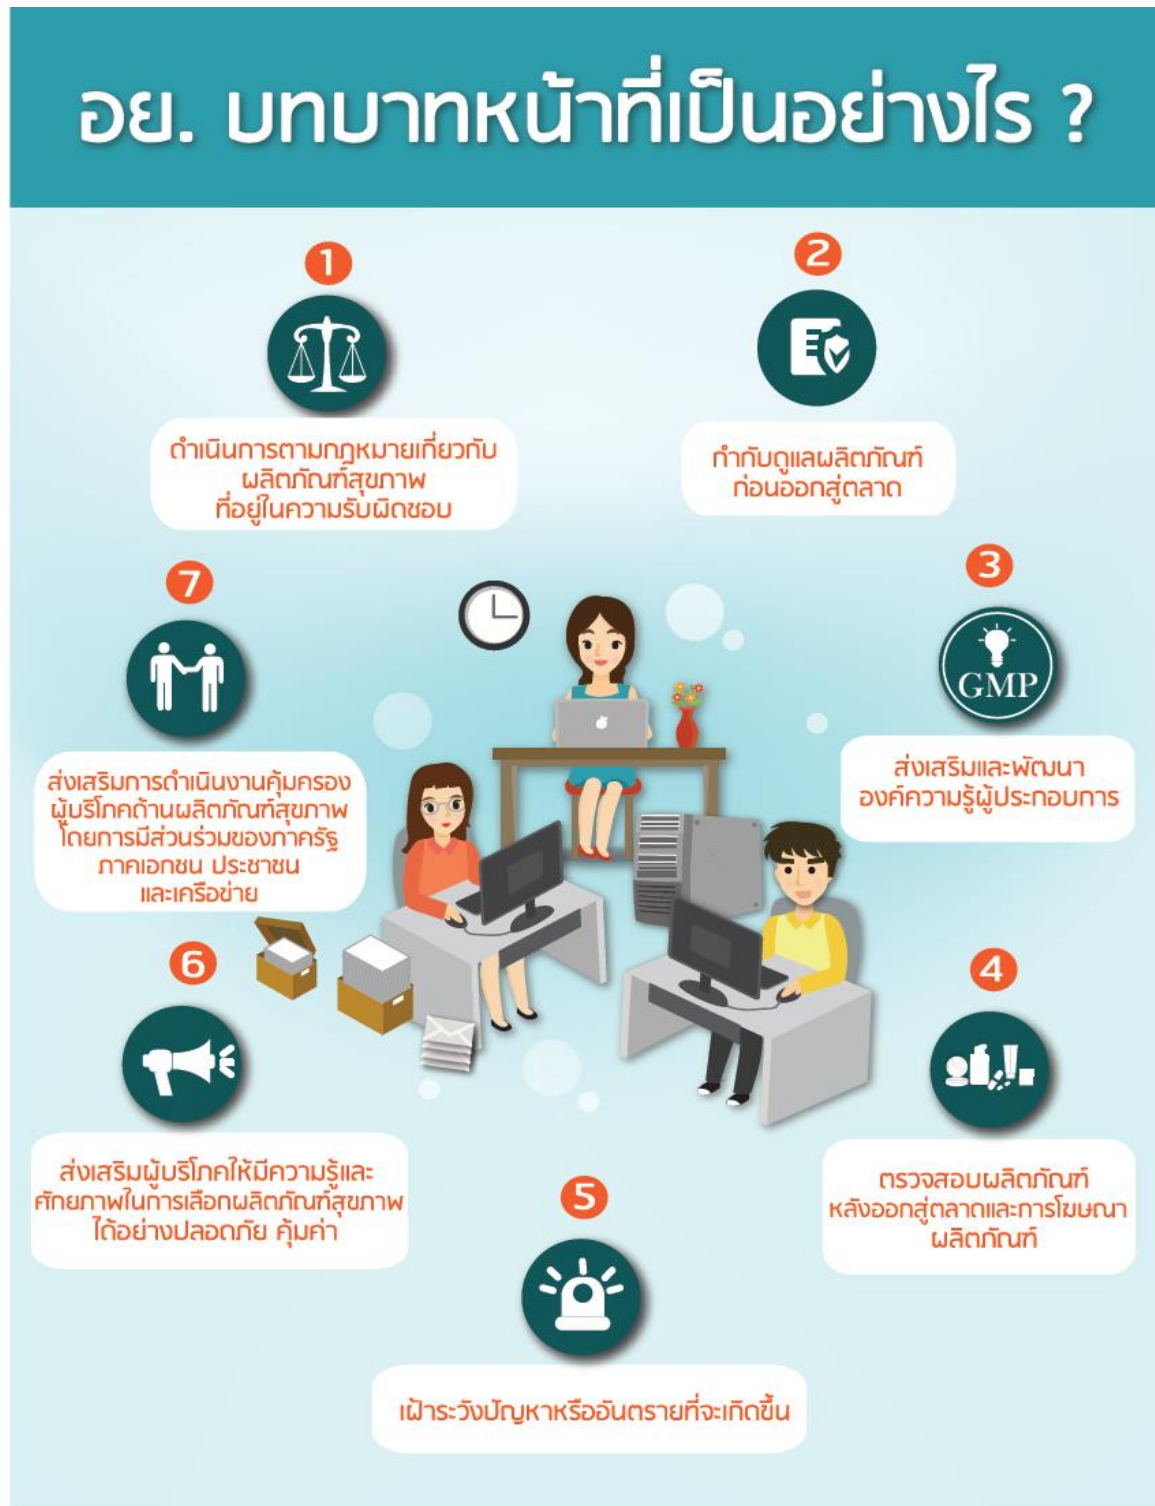 อย. บทบาทหน้าที่เป็นอย่างไร ?
1
ดำเนินการตามกฎหมายเกี่ยวกับ
ผลิตภัณฑ์สุขภาพ
ที่อยู่ในความรับผิดชอบ
2
กำกับดูแลผลิตภัณฑ์
ก่อนออกสู่ตลาด
3
GMP
ส่งเสริมและพัฒนา
องค์ความรู้ผู้ประกอบการ
4
ตรวจสอบผลิตภัณฑ์
หลังออกสู่ตลาดและการโฆษณา
ผลิตภัณฑ์
5
เฝ้าระวังปัญหาหรืออันตรายที่จะเกิดขึ้น
6
ส่งเสริมผู้บริโภคให้มีความรู้และ
ศักยภาพในการเลือกผลิตภัณฑ์สุขภาพ
ได้อย่างปลอดภัย คุ้มค่า
7
ส่งเสริมการดำเนินงานคุ้มครอง
ผู้บริโภคด้านผลิตภัณฑ์สุขภาพ
โดยการมีส่วนร่วมของภาครัฐ
ภาคเอกชน ประชาชน
และเครือข่าย